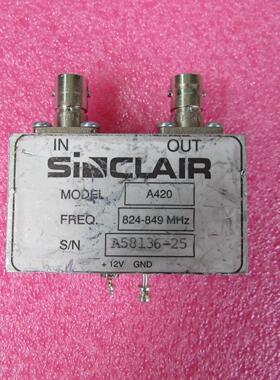 IN OUT
SiNCLAIR
MODEL A420
FREQ. 824-849 MHz
S/N A58136-25
+12V GND